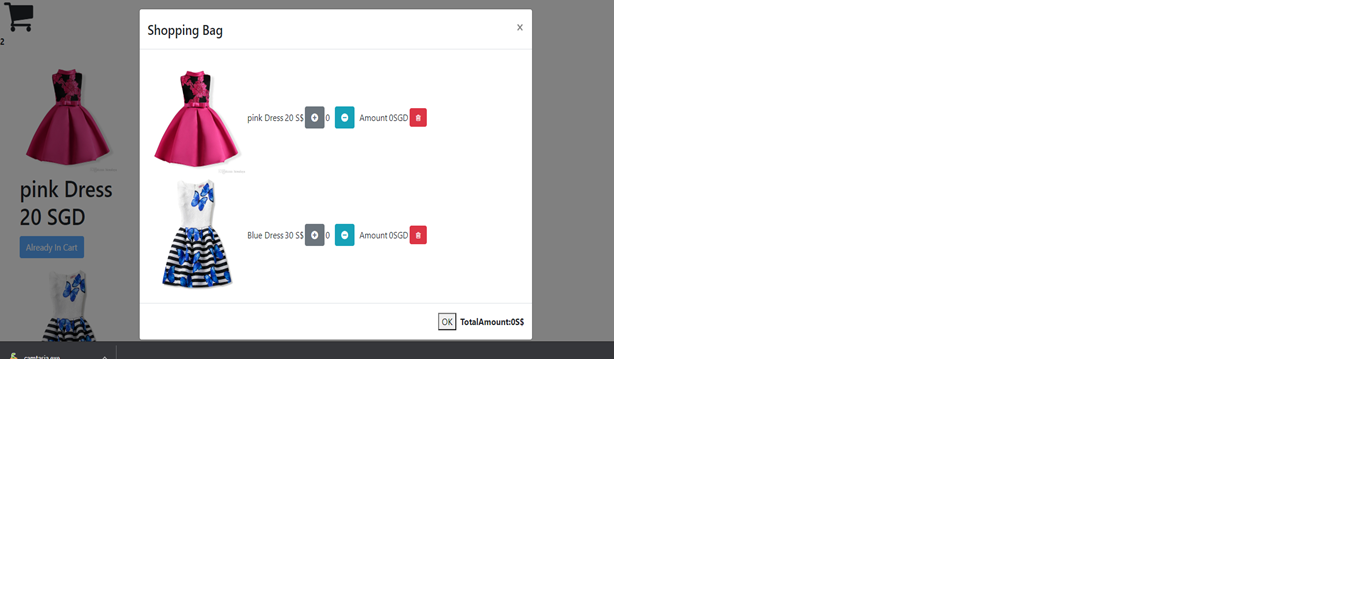 2
Shopping Bag
x
pink Dress 20 S$ 0 Amount 0SGD
Blue Dress 30 S$ 0 Amount 0SGD
OK TotalAmount:0S$
pink Dress
20 SGD
Already In Cart